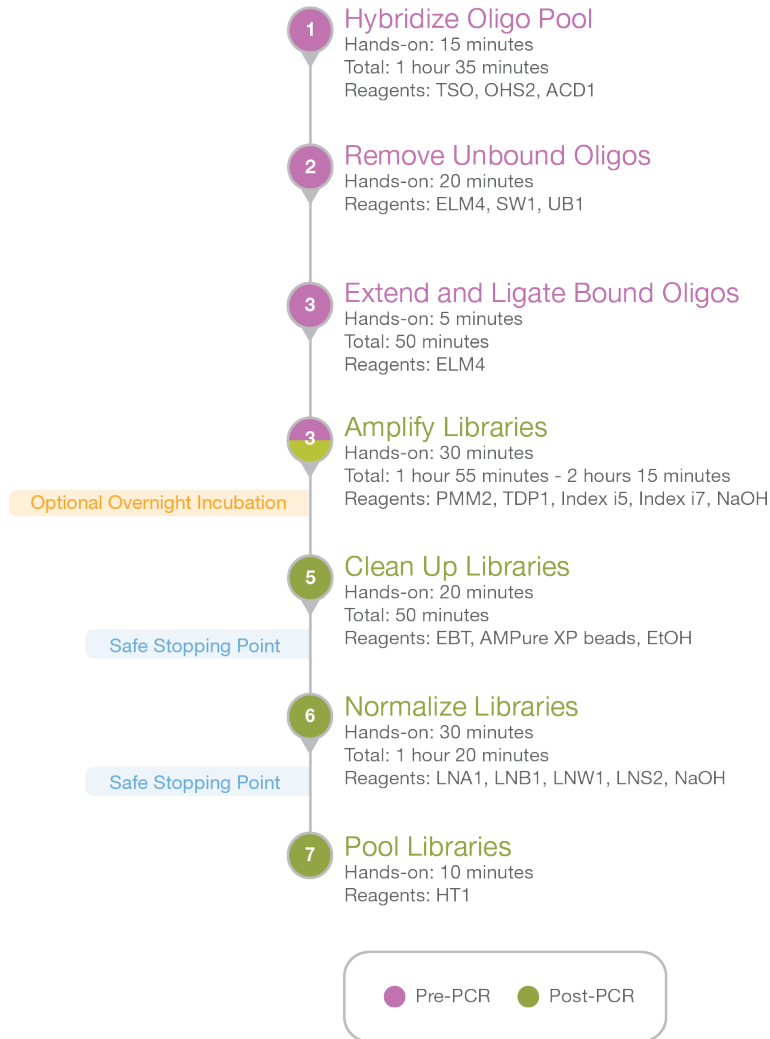 1
Hybridize Oligo Pool
Hands-on: 15 minutes
Total: 1 hour 35 minutes
Reagents: TSO, OHS2, ACD1
2
Remove Unbound Oligos
Hands-on: 20 minutes
Reagents: ELM4, SW1, UB1
3
Extend and Ligate Bound Oligos
Hands-on: 5 minutes
Total: 50 minutes
Reagents: ELM4
3
Amplify Libraries
Hands-on: 30 minutes
Total: 1 hour 55 minutes - 2 hours 15 minutes
Reagents: PMM2, TDP1, Index i5, Index i7, NaOH
Optional Overnight Incubation
5
Clean Up Libraries
Hands-on: 20 minutes
Total: 50 minutes
Reagents: EBT, AMPure XP beads, EtOH
Safe Stopping Point
6
Normalize Libraries
Hands-on: 30 minutes
Total: 1 hour 20 minutes
Reagents: LNA1, LNB1, LNW1, LNS2, NaOH
Safe Stopping Point
7
Pool Libraries
Hands-on: 10 minutes
Reagents: HT1
Pre-PCR
Post-PCR